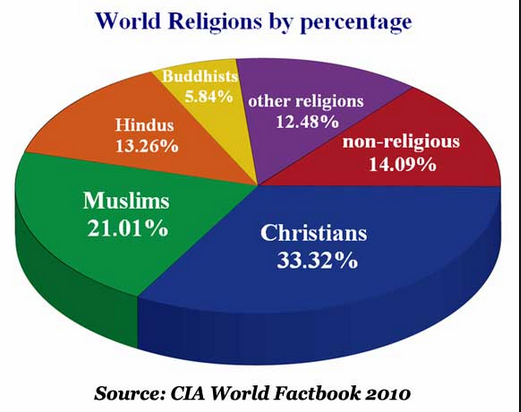 World Religions by percentage
Buddhists
5.84%
other religions
12.48%
Hindus
13.26%
non-religious
14.09%
Muslims
21.01%
Christians
33.32%
Source: CIA World Factbook 2010